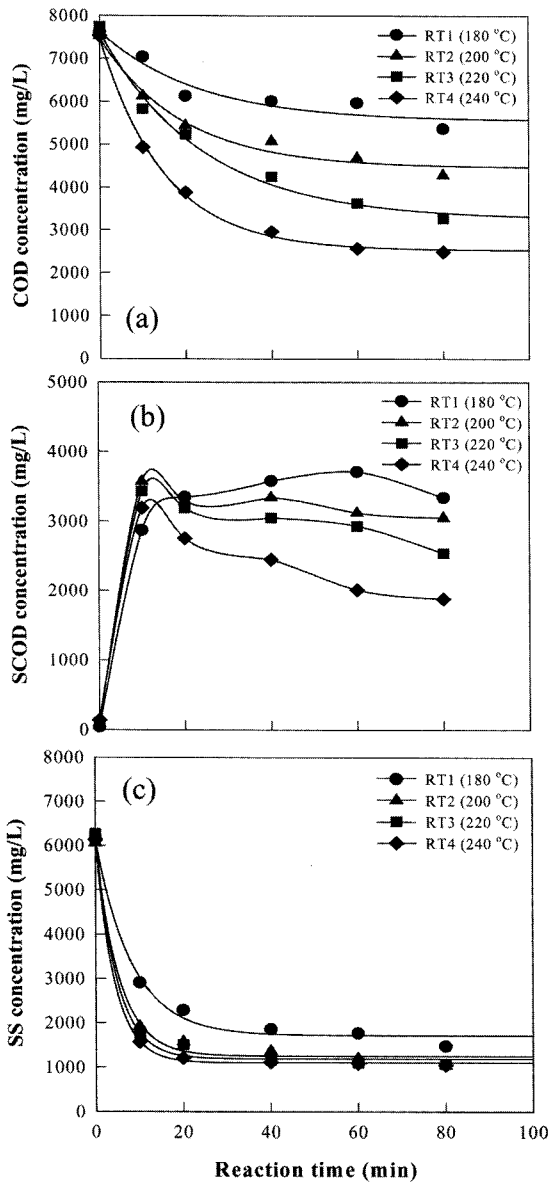 8000
7000
6000
5000
4000
3000
2000
1000
0
COD concentration (mg/L)
RT1 (180 °C)
RT2 (200 °C)
RT3 (220 °C)
RT4 (240 °C)
(a)
5000
4000
3000
2000
1000
0
SCOD concentration (mg/L)
(b)
RT1 (180 °C)
RT2 (200 °C)
RT3 (220 °C)
RT4 (240 °C)
8000
7000
6000
5000
4000
3000
2000
1000
0
SS concentration (mg/L)
(c)
RT1 (180 °C)
RT2 (200 °C)
RT3 (220 °C)
RT4 (240 °C)
0 20 40 60 80 100
Reaction time (min)